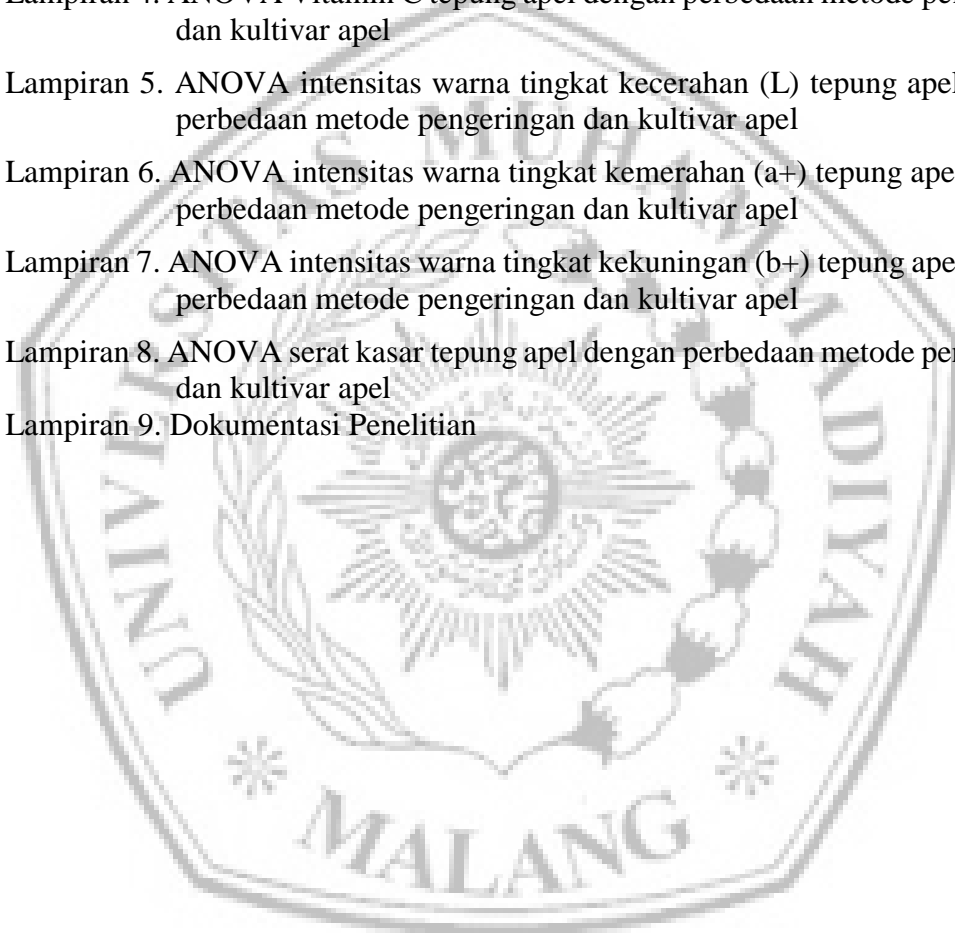 Lampiran 4. ANOVA Vitamin C tepung apel dengan perbedaan metode
dan kultivar apel
Lampiran 5. ANOVA intensitas warna tingkat kecerahan (L) tepung apel
perbedaan metode pengeringan dan kultivar apel
Lampiran 6. ANOVA intensitas warna tingkat kemerahan (a+) tepung ape
perbedaan metode pengeringan dan kultivar apel
Lampiran 7. ANOVA intensitas warna tingkat kekuningan (b+) tepung ape
perbedaan metode pengeringan dan kultivar apel
Lampiran 8. ANOVA serat kasar tepung apel dengan perbedaan metode per
dan kultivar apel
Lampiran 9. Dokumentasi Penelitian
UNIVERSITAS MUHAMMADIYAH
MALANG